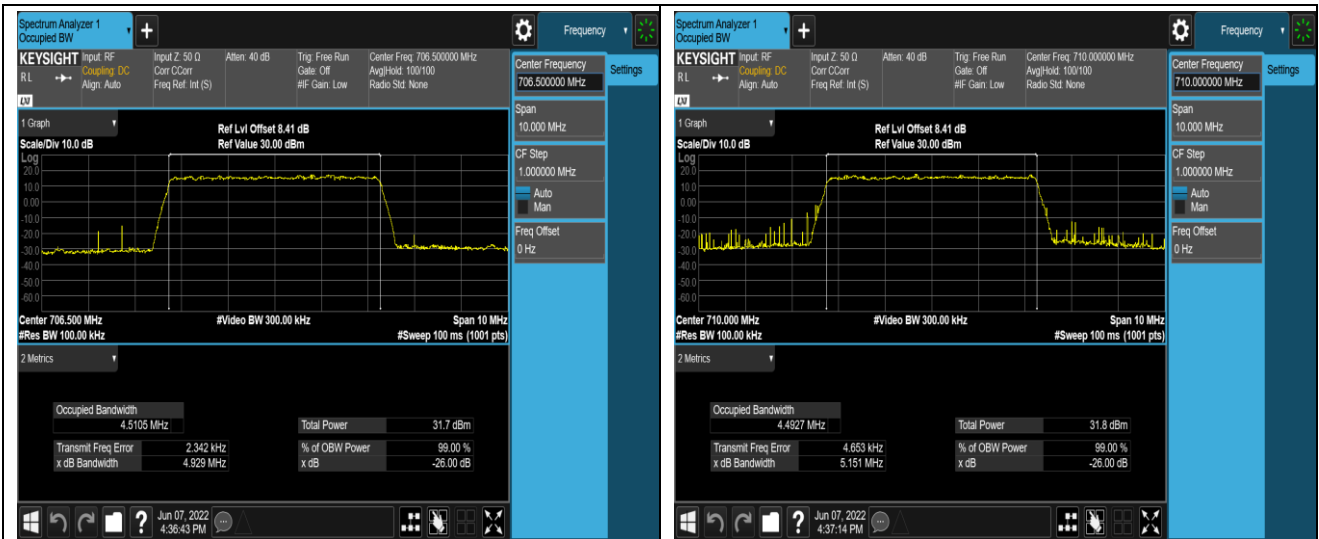 Spectrum Analyzer 1
Occupied BW
+
Frequency
KEYSIGHT Input: RF Input Z: 50 Ω Atten: 40 dB Trig: Free Run Center Freq: 706.500000 MHz
R L Coupling: DC Corr CCorr Gate: Off Avg|Hold: 100/100
Align: Auto Freq Ref: Int (S) #IF Gain: Low Radio Std: None
LXI
Center Frequency
706.500000 MHz
Settings
Span
10.000 MHz
CF Step
1.000000 MHz
Auto
Man
Freq Offset
0 Hz
1 Graph
Ref Lvl Offset 8.41 dB
Scale/Div 10.0 dB Ref Value 30.00 dBm
Log
20.0
10.0
0.00
-10.0
-20.0
-30.0
-40.0
-50.0
-60.0
Center 706.500 MHz #Video BW 300.00 kHz Span 10 MHz
#Res BW 100.00 kHz #Sweep 100 ms (1001 pts)
2 Metrics
Occupied Bandwidth
4.5105 MHz Total Power 31.7 dBm
Transmit Freq Error 2.342 kHz % of OBW Power 99.00 %
x dB Bandwidth 4.929 MHz x dB -26.00 dB
?
Jun 07, 2022
4:36:43 PM
Spectrum Analyzer 1
Occupied BW
+
Frequency
KEYSIGHT Input: RF Input Z: 50 Ω Atten: 40 dB Trig: Free Run Center Freq: 710.000000 MHz
R L Coupling: DC Corr CCorr Gate: Off Avg|Hold: 100/100
Align: Auto Freq Ref: Int (S) #IF Gain: Low Radio Std: None
LXI
Center Frequency
710.000000 MHz
Settings
Span
10.000 MHz
CF Step
1.000000 MHz
Auto
Man
Freq Offset
0 Hz
1 Graph
Ref Lvl Offset 8.41 dB
Scale/Div 10.0 dB Ref Value 30.00 dBm
Log
20.0
10.0
0.00
-10.0
-20.0
-30.0
-40.0
-50.0
-60.0
Center 710.000 MHz #Video BW 300.00 kHz Span 10 MHz
#Res BW 100.00 kHz #Sweep 100 ms (1001 pts)
2 Metrics
Occupied Bandwidth
4.4927 MHz Total Power 31.8 dBm
Transmit Freq Error 4.653 kHz % of OBW Power 99.00 %
x dB Bandwidth 5.151 MHz x dB -26.00 dB
?
Jun 07, 2022
4:37:14 PM